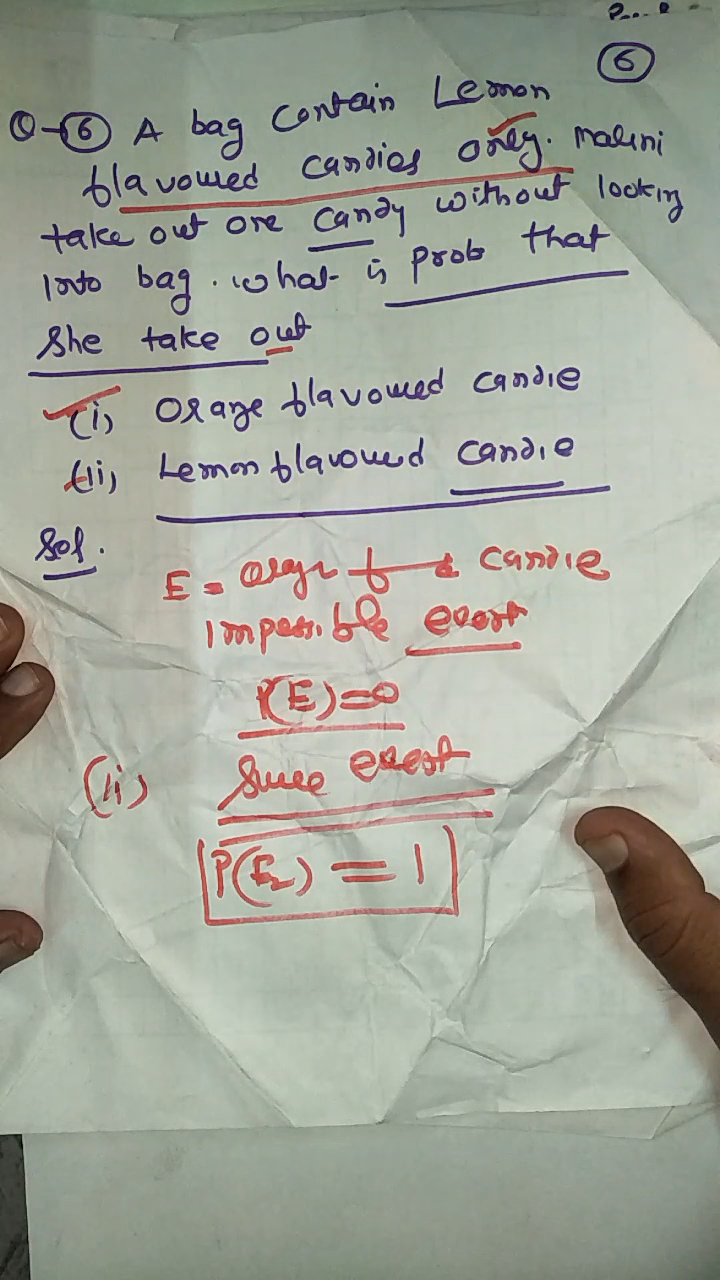 6
Q-6 A bag contain Lemon
flavoured candies only. Malini
take out one candy without looking
into bag. what is prob that
She take out
(i) Orange flavoured candie
(ii) Lemon flavoured candie
Sol.
E = candie
Impossible event
P(E)=0
(ii) Sure event
P(E2) = 1